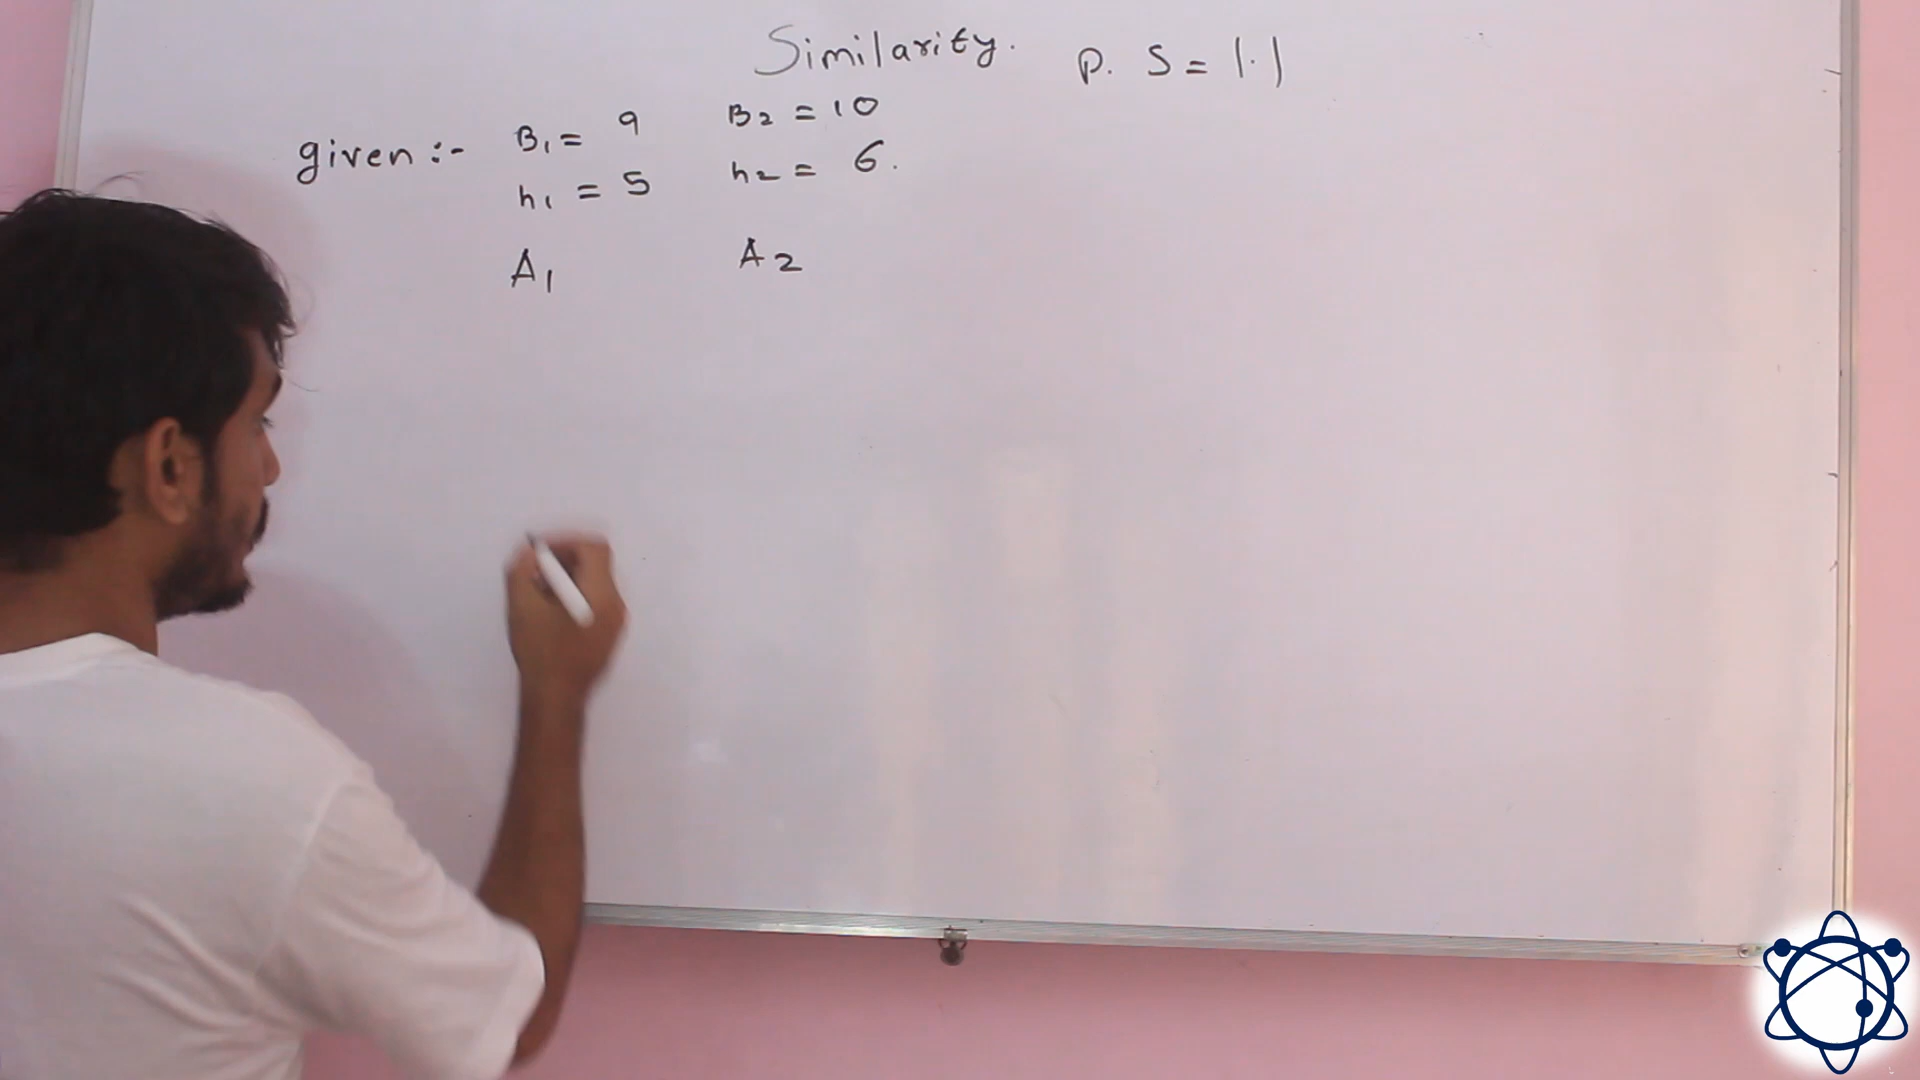 Similarity. P. S = 1.1
given :- B1 = 9 B2 = 10
h1 = 5 h2 = 6.
A1 A2